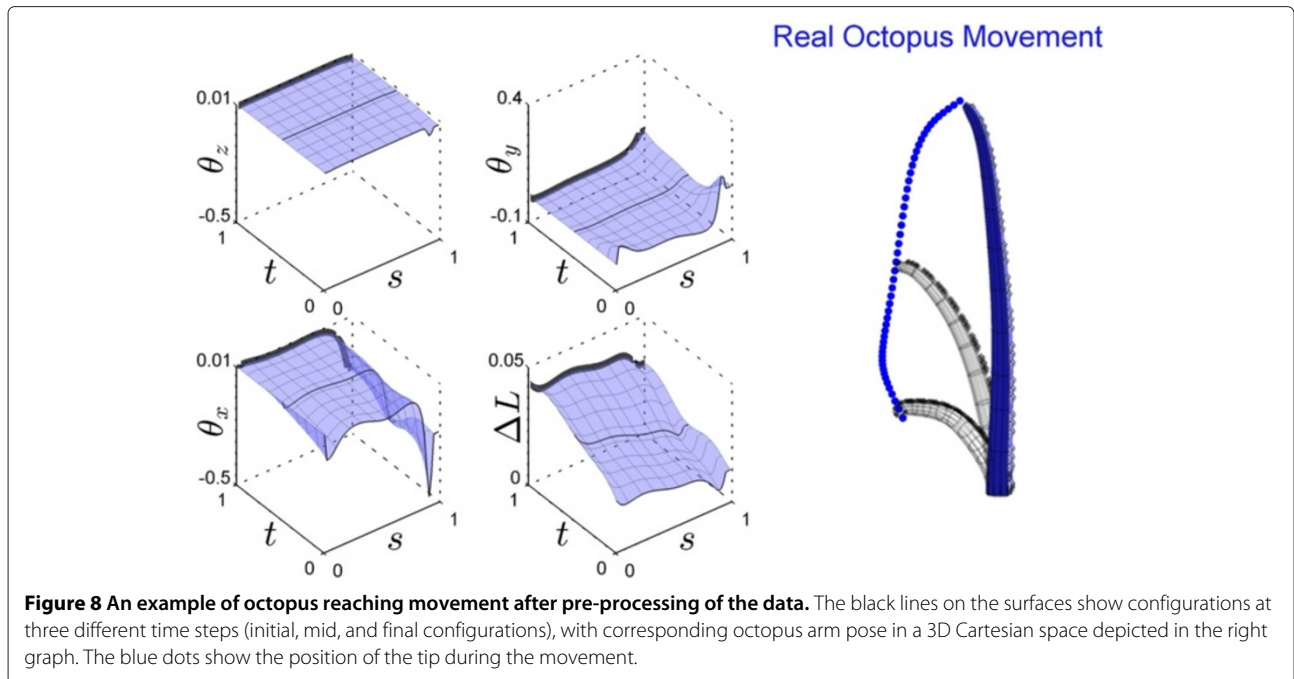 Real Octopus Movement
0.01
θz
-0.5
1
t
0
0
s
1
0.4
θy
-0.1
1
t
0
0
s
1
0.01
θx
-0.5
1
t
0
0
s
1
0.05
ΔL
0
1
t
0
0
s
1
Figure 8 An example of octopus reaching movement after pre-processing of the data. The black lines on the surfaces show configurations at
three different time steps (initial, mid, and final configurations), with corresponding octopus arm pose in a 3D Cartesian space depicted in the right
graph. The blue dots show the position of the tip during the movement.